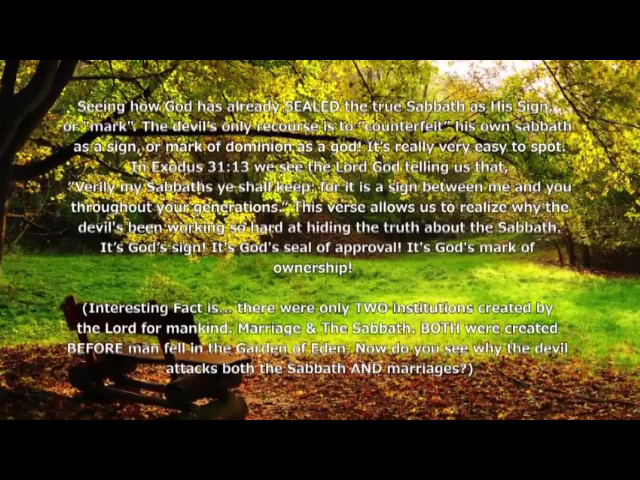 Seeing how God has already SEALED the true Sabbath as His Sign,
or "mark". The devil's only recourse is to "counterfeit" his own sabbath
as a sign, or mark of dominion as a god! It's really very easy to spot.
In Exodus 31:13 we see the Lord God telling us that,
"Verily my Sabbaths ye shall keep: for it is a sign between me and you
throughout your generations." This verse allows us to realize why the
devil's been working so hard at hiding the truth about the Sabbath.
It's God's sign! It's God's seal of approval! It's God's mark of
ownership!
(Interesting Fact is... there were only TWO institutions created by
the Lord for mankind. Marriage & The Sabbath. BOTH were created
BEFORE man fell in the Garden of Eden. Now do you see why the devil
attacks both the Sabbath AND marriages?)